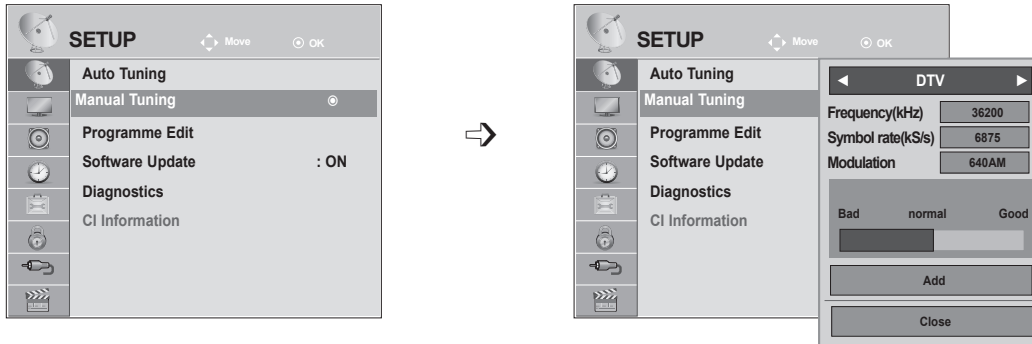 SETUP Move OK
Auto Tuning
Manual Tuning
Programme Edit
Software Update : ON
Diagnostics
CI Information
SETUP Move OK
Auto Tuning
Manual Tuning
Programme Edit
Software Update
Diagnostics
CI Information
◄ DTV ►
Frequency(kHz) 36200
Symbol rate(kS/s) 6875
Modulation 640AM
Bad normal Good
Add
Close